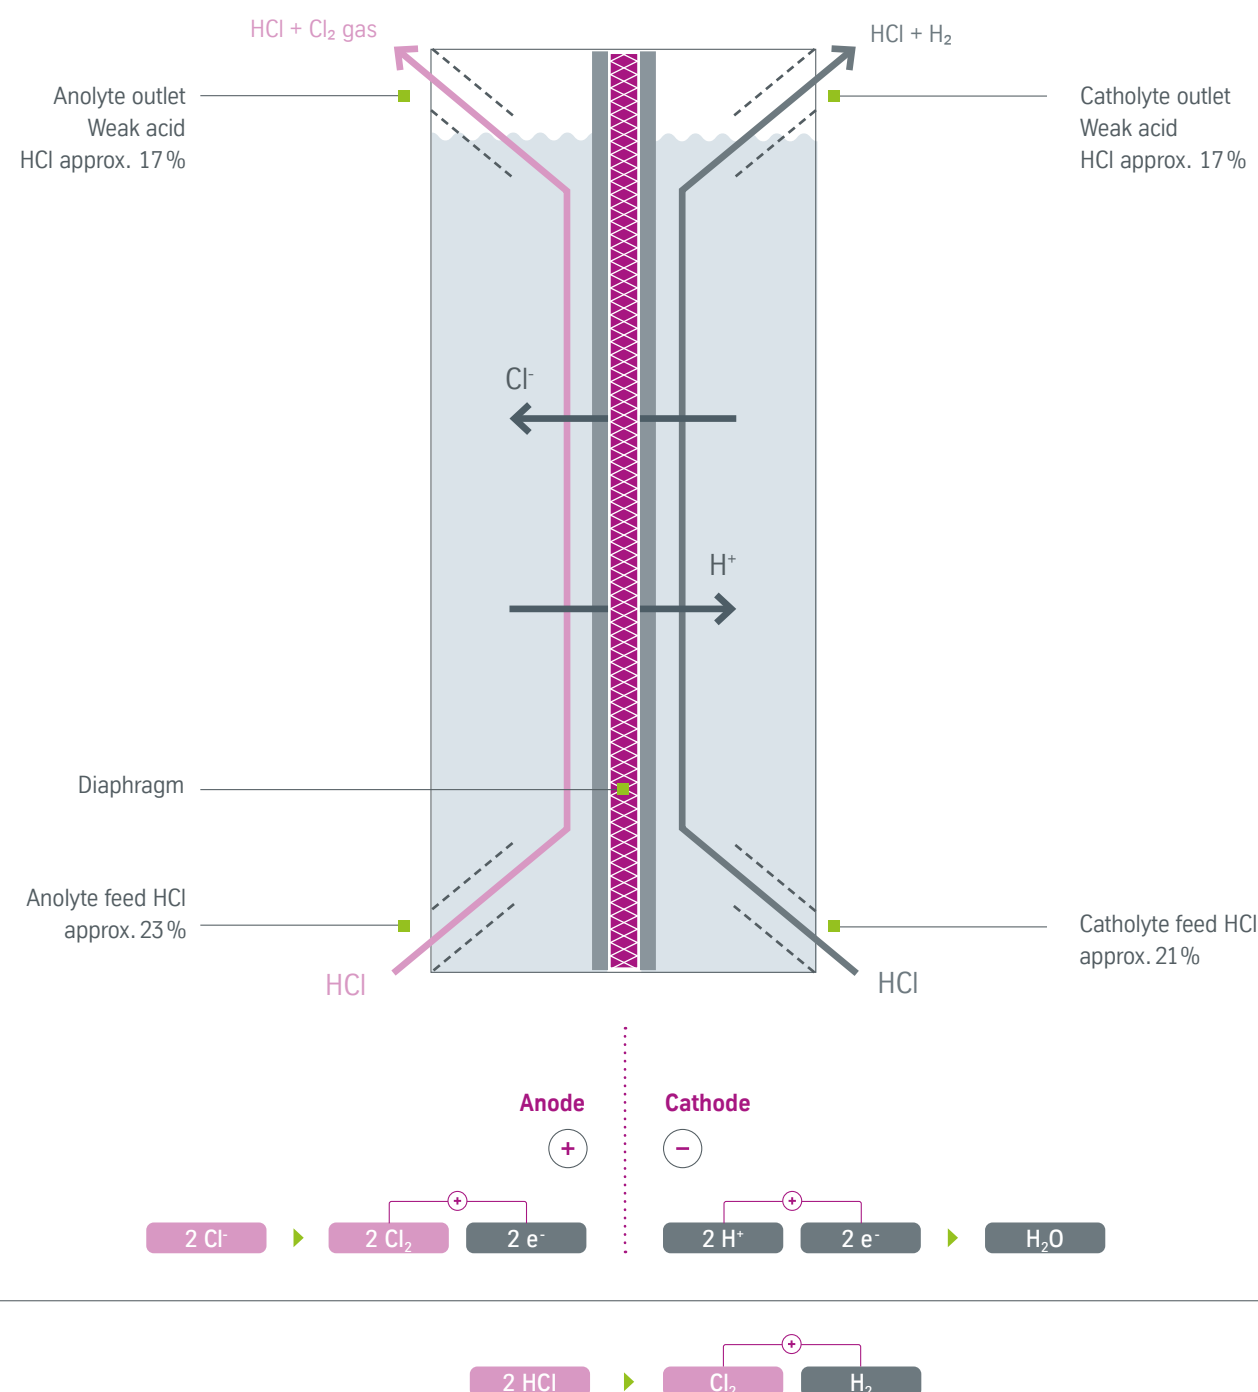 HCl + Cl₂ gas
HCl + H₂
Anolyte outlet
Weak acid
HCl approx. 17 %
Catholyte outlet
Weak acid
HCl approx. 17 %
Cl⁻
H⁺
Diaphragm
Anolyte feed HCl
approx. 23 %
Catholyte feed HCl
approx. 21 %
HCl
HCl
Anode
Cathode
+
−
+
+
2 Cl⁻
2 Cl₂
2 e⁻
2 H⁺
2 e⁻
H₂O
+
2 HCl
Cl₂
H₂